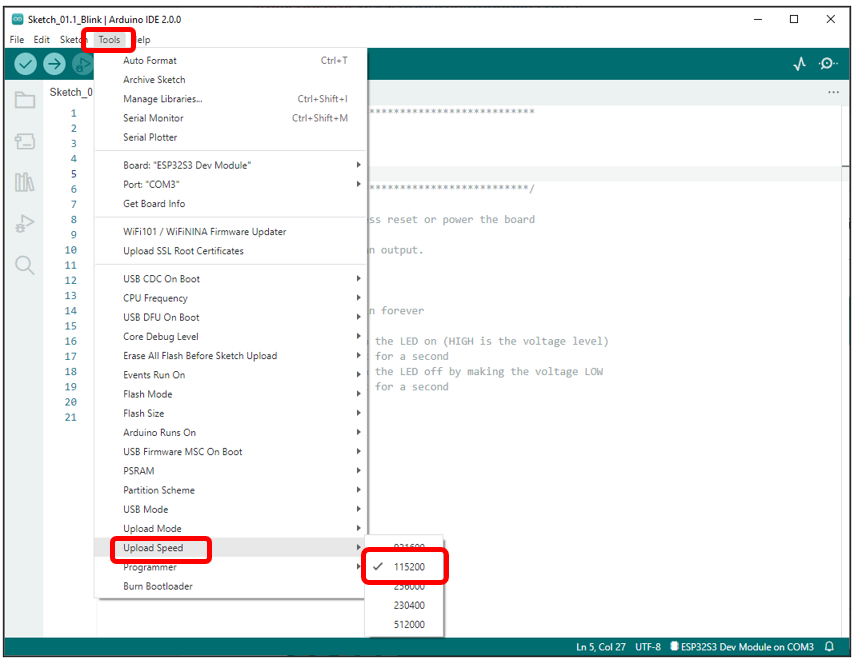 Sketch_01.1_Blink | Arduino IDE 2.0.0
File Edit Sketch Tools Help
Sketch_0
Auto Format Ctrl+T
Archive Sketch
Manage Libraries... Ctrl+Shift+I
Serial Monitor Ctrl+Shift+M
Serial Plotter
Board: "ESP32S3 Dev Module"
Port: "COM3"
Get Board Info
WiFi101 / WiFiNINA Firmware Updater
Upload SSL Root Certificates
USB CDC On Boot
CPU Frequency
USB DFU On Boot
Core Debug Level
Erase All Flash Before Sketch Upload
Events Run On
Flash Mode
Flash Size
Arduino Runs On
USB Firmware MSC On Boot
PSRAM
Partition Scheme
USB Mode
Upload Mode
Upload Speed
Programmer
Burn Bootloader
921600
115200
256000
230400
512000
1
2
3
4
5
6
7
8
9
10
11
12
13
14
15
16
17
18
19
20
21
***************************
**************************/
ss reset or power the board
n output.
n forever
the LED on (HIGH is the voltage level)
for a second
the LED off by making the voltage LOW
for a second
Ln 5, Col 27 UTF-8 ESP32S3 Dev Module on COM3